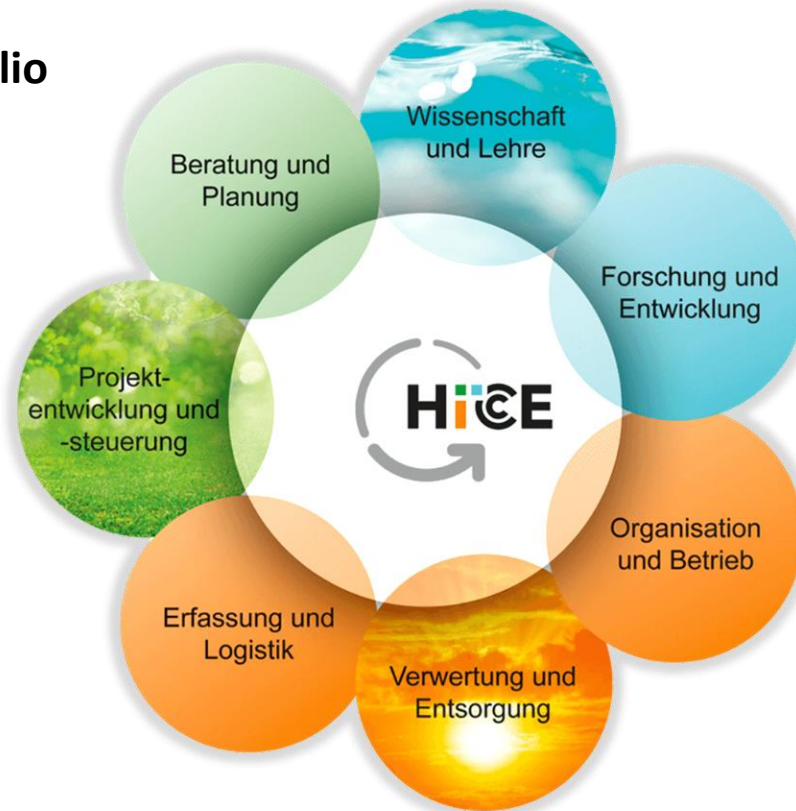 lio
Wissenschaft
und Lehre
Beratung und
Planung
Forschung und
Entwicklung
Projekt-
entwicklung und
-steuerung
HiCCE
Organisation
und Betrieb
Erfassung und
Logistik
Verwertung und
Entsorgung